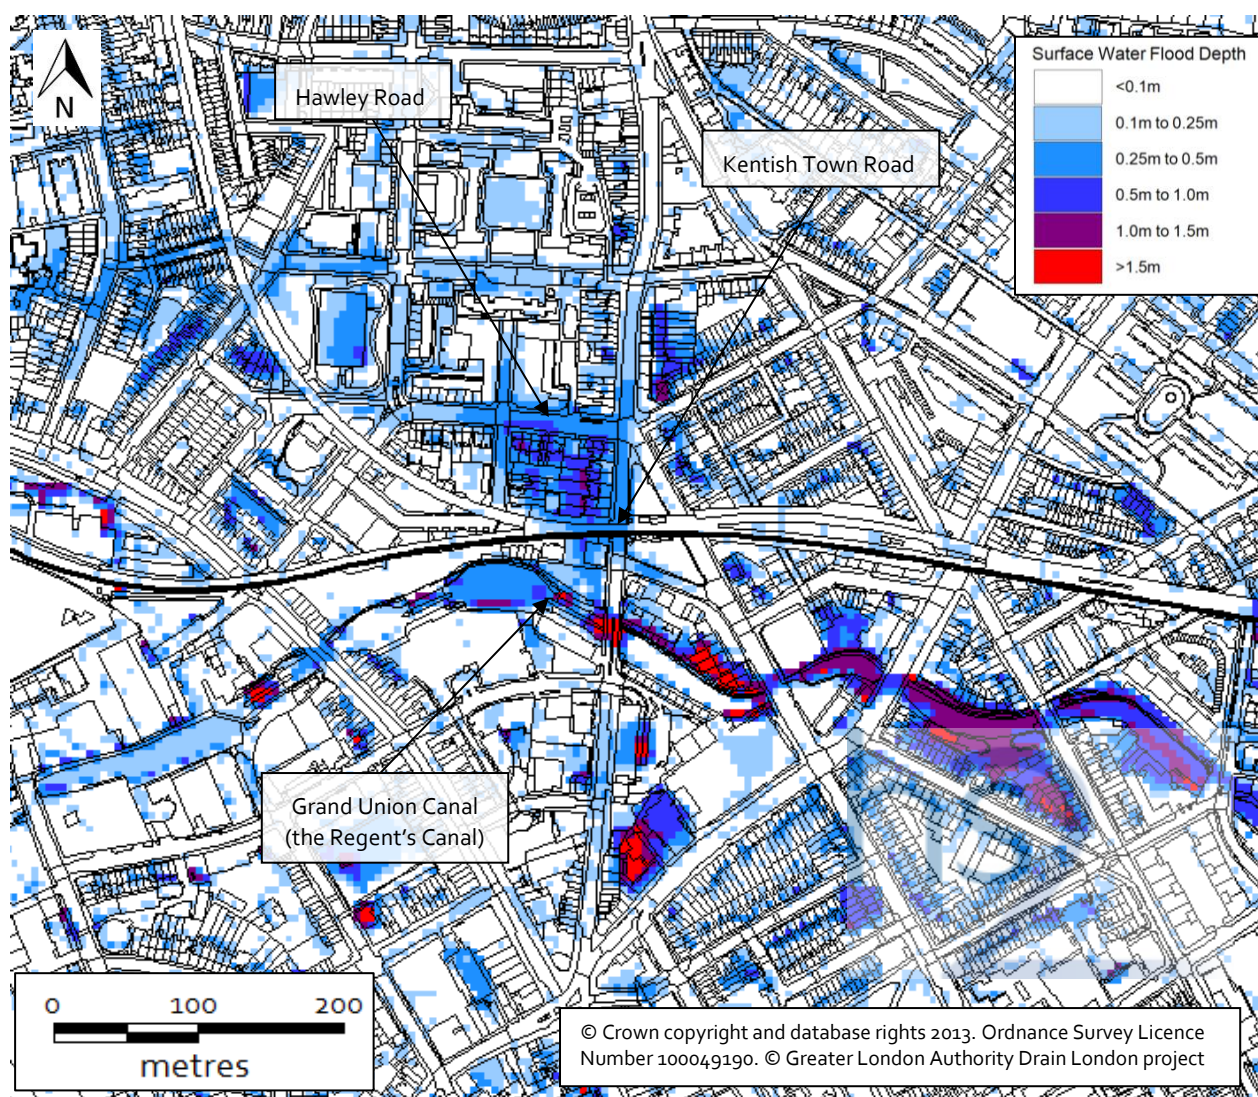 N
Hawley Road
Kentish Town Road
Surface Water Flood Depth
<0.1m
0.1m to 0.25m
0.25m to 0.5m
0.5m to 1.0m
1.0m to 1.5m
>1.5m
Grand Union Canal
(the Regent's Canal)
0 100 200
metres
© Crown copyright and database rights 2013. Ordnance Survey Licence
Number 100049190. © Greater London Authority Drain London project